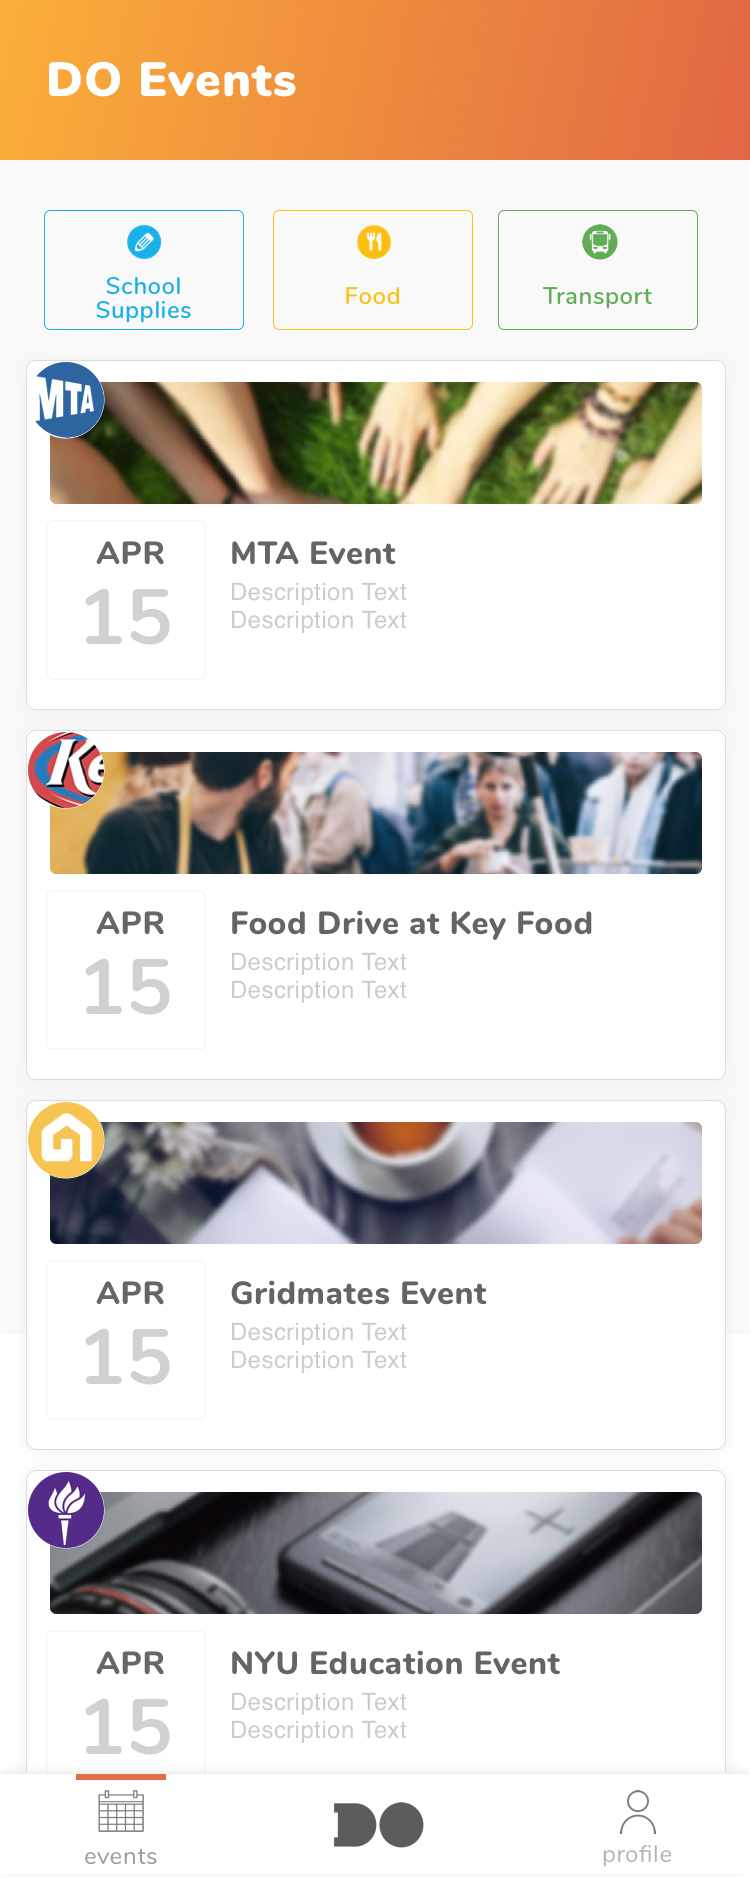 DO Events
School
Supplies
Food
Transport
MTA
APR
15
MTA Event
Description Text
Description Text
Ke
APR
15
Food Drive at Key Food
Description Text
Description Text
APR
15
Gridmates Event
Description Text
Description Text
APR
15
NYU Education Event
Description Text
Description Text
events
DO
profile